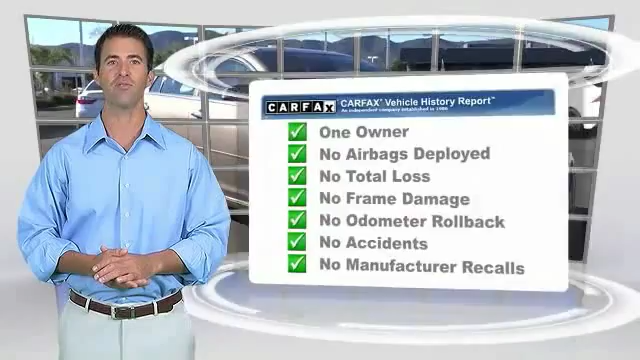 CARFAX CARFAX Vehicle History Report™
An independent company established in 1986
One Owner
No Airbags Deployed
No Total Loss
No Frame Damage
No Odometer Rollback
No Accidents
No Manufacturer Recalls